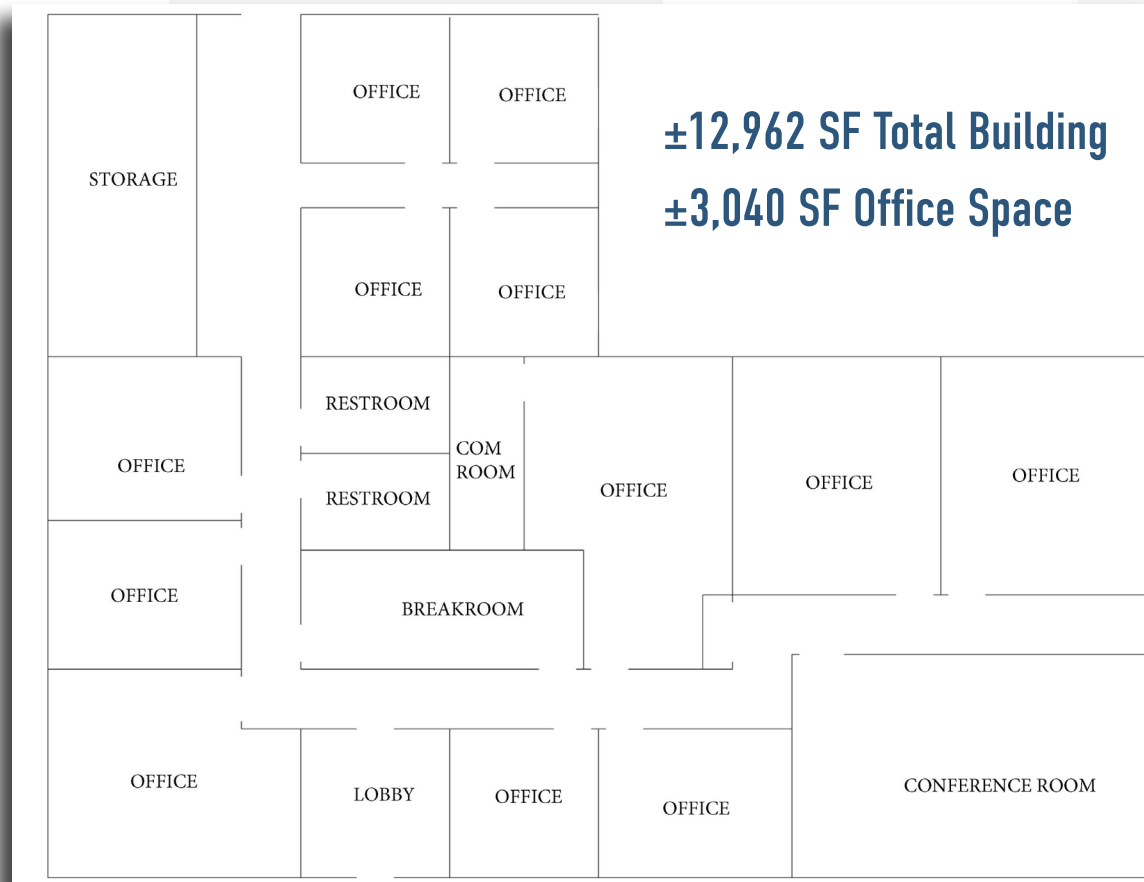 OFFICE
OFFICE
±12,962 SF Total Building
STORAGE
±3,040 SF Office Space
OFFICE
OFFICE
RESTROOM
COM
ROOM
OFFICE
RESTROOM
OFFICE
OFFICE
OFFICE
OFFICE
BREAKROOM
OFFICE
LOBBY
OFFICE
OFFICE
CONFERENCE ROOM